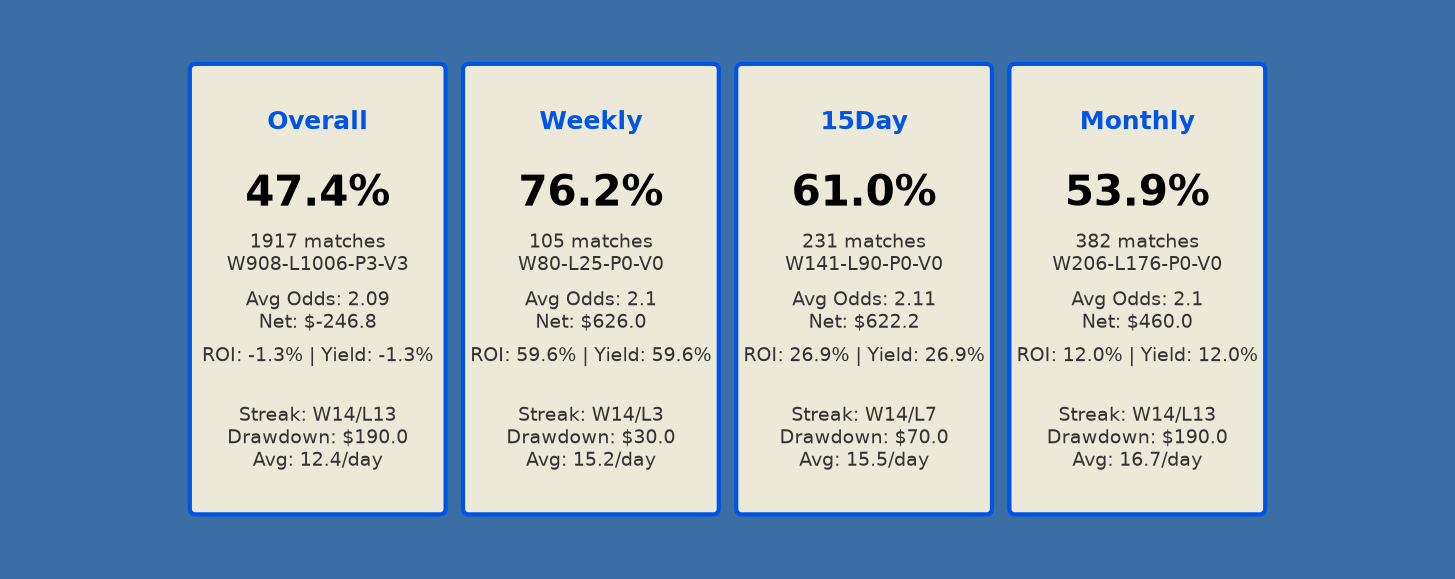 Overall
47.4%
1917 matches
W908-L1006-P3-V3
Avg Odds: 2.09
Net: $-246.8
ROI: -1.3% | Yield: -1.3%
Streak: W14/L13
Drawdown: $190.0
Avg: 12.4/day
Weekly
76.2%
105 matches
W80-L25-P0-V0
Avg Odds: 2.1
Net: $626.0
ROI: 59.6% | Yield: 59.6%
Streak: W14/L3
Drawdown: $30.0
Avg: 15.2/day
15Day
61.0%
231 matches
W141-L90-P0-V0
Avg Odds: 2.11
Net: $622.2
ROI: 26.9% | Yield: 26.9%
Streak: W14/L7
Drawdown: $70.0
Avg: 15.5/day
Monthly
53.9%
382 matches
W206-L176-P0-V0
Avg Odds: 2.1
Net: $460.0
ROI: 12.0% | Yield: 12.0%
Streak: W14/L13
Drawdown: $190.0
Avg: 16.7/day